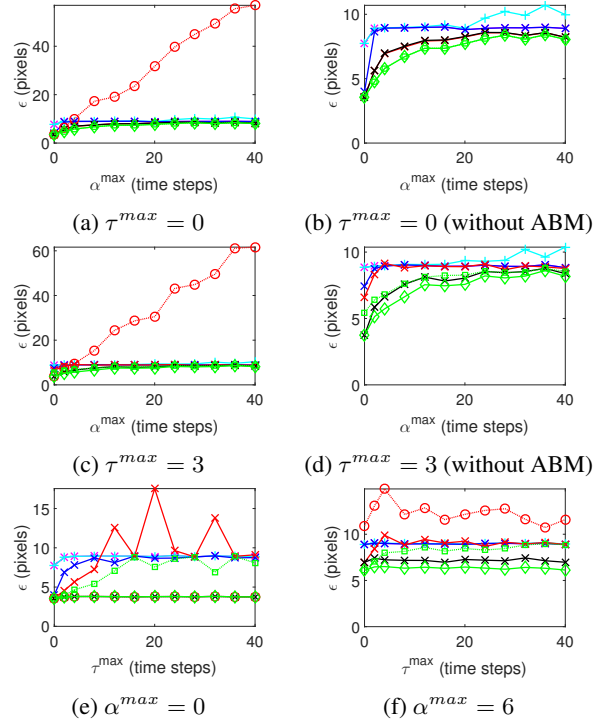 60
40
20
0
ϵ (pixels)
0 20 40
α^max (time steps)
(a) τ^max = 0
10
5
0
ϵ (pixels)
0 20 40
α^max (time steps)
(b) τ^max = 0 (without ABM)
60
40
20
0
ϵ (pixels)
0 20 40
α^max (time steps)
(c) τ^max = 3
10
5
0
ϵ (pixels)
0 20 40
α^max (time steps)
(d) τ^max = 3 (without ABM)
15
10
5
0
ϵ (pixels)
0 20 40
τ^max (time steps)
(e) α^max = 0
15
10
5
0
ϵ (pixels)
0 20 40
τ^max (time steps)
(f) α^max = 6